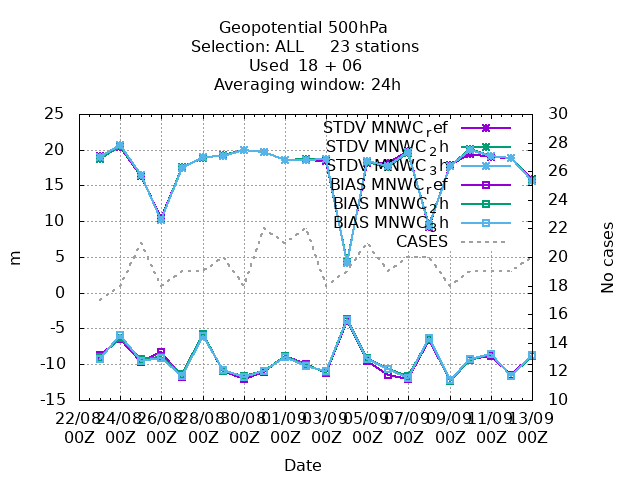 Geopotential 500hPa
Selection: ALL 23 stations
Used 18 + 06
Averaging window: 24h
STDV MNWC_ref
STDV MNWC_2h
STDV MNWC_3h
BIAS MNWC_ref
BIAS MNWC_2h
BIAS MNWC_3h
CASES
25
20
15
10
5
0
-5
-10
-15
m
30
28
26
24
22
20
18
16
14
12
10
No cases
22/08 24/08 26/08 28/08 30/08 01/09 03/09 05/09 07/09 09/09 11/09 13/09
00Z 00Z 00Z 00Z 00Z 00Z 00Z 00Z 00Z 00Z 00Z 00Z
Date